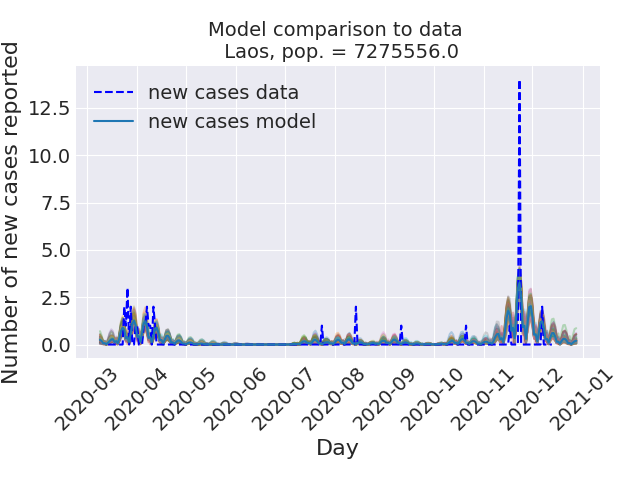 Model comparison to data
Laos, pop. = 7275556.0
new cases data
new cases model
Number of new cases reported
12.5
10.0
7.5
5.0
2.5
0.0
2020-03
2020-04
2020-05
2020-06
2020-07
2020-08
2020-09
2020-10
2020-11
2020-12
2021-01
Day